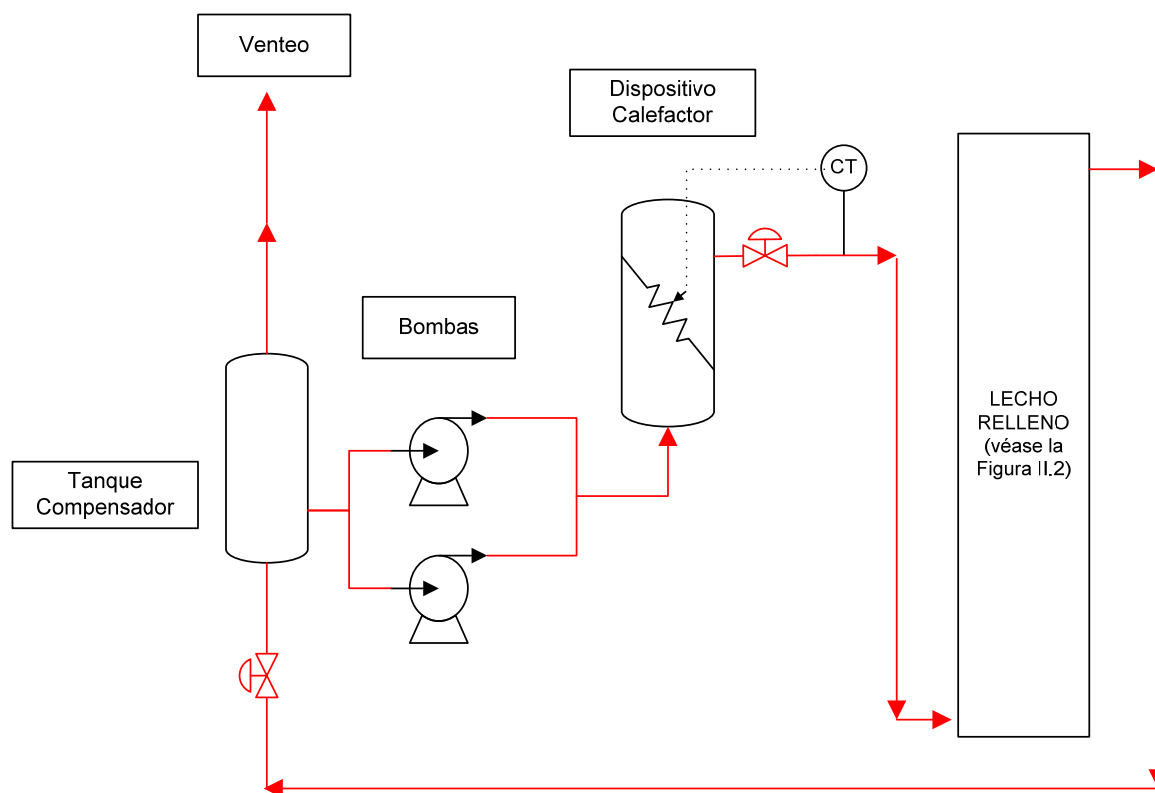 Venteo
Dispositivo
Calefactor
CT
Bombas
LECHO
RELLENO
(véase la
Figura II.2)
Tanque
Compensador